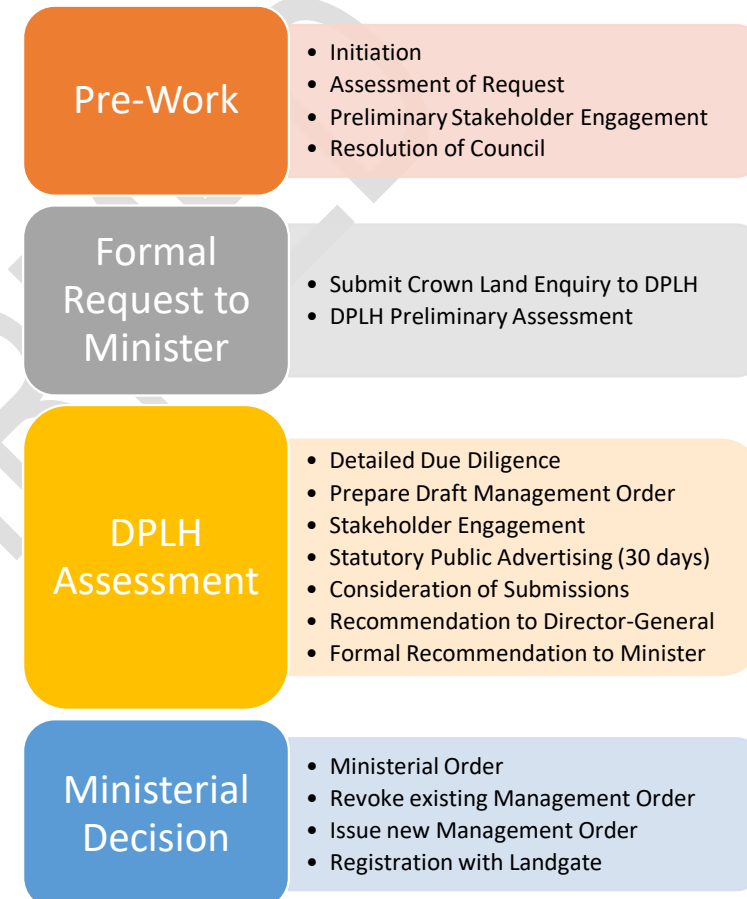 Pre-Work
• Initiation
• Assessment of Request
• Preliminary Stakeholder Engagement
• Resolution of Council
Formal
Request to
Minister
• Submit Crown Land Enquiry to DPLH
• DPLH Preliminary Assessment
DPLH
Assessment
• Detailed Due Diligence
• Prepare Draft Management Order
• Stakeholder Engagement
• Statutory Public Advertising (30 days)
• Consideration of Submissions
• Recommendation to Director-General
• Formal Recommendation to Minister
Ministerial
Decision
• Ministerial Order
• Revoke existing Management Order
• Issue new Management Order
• Registration with Landgate